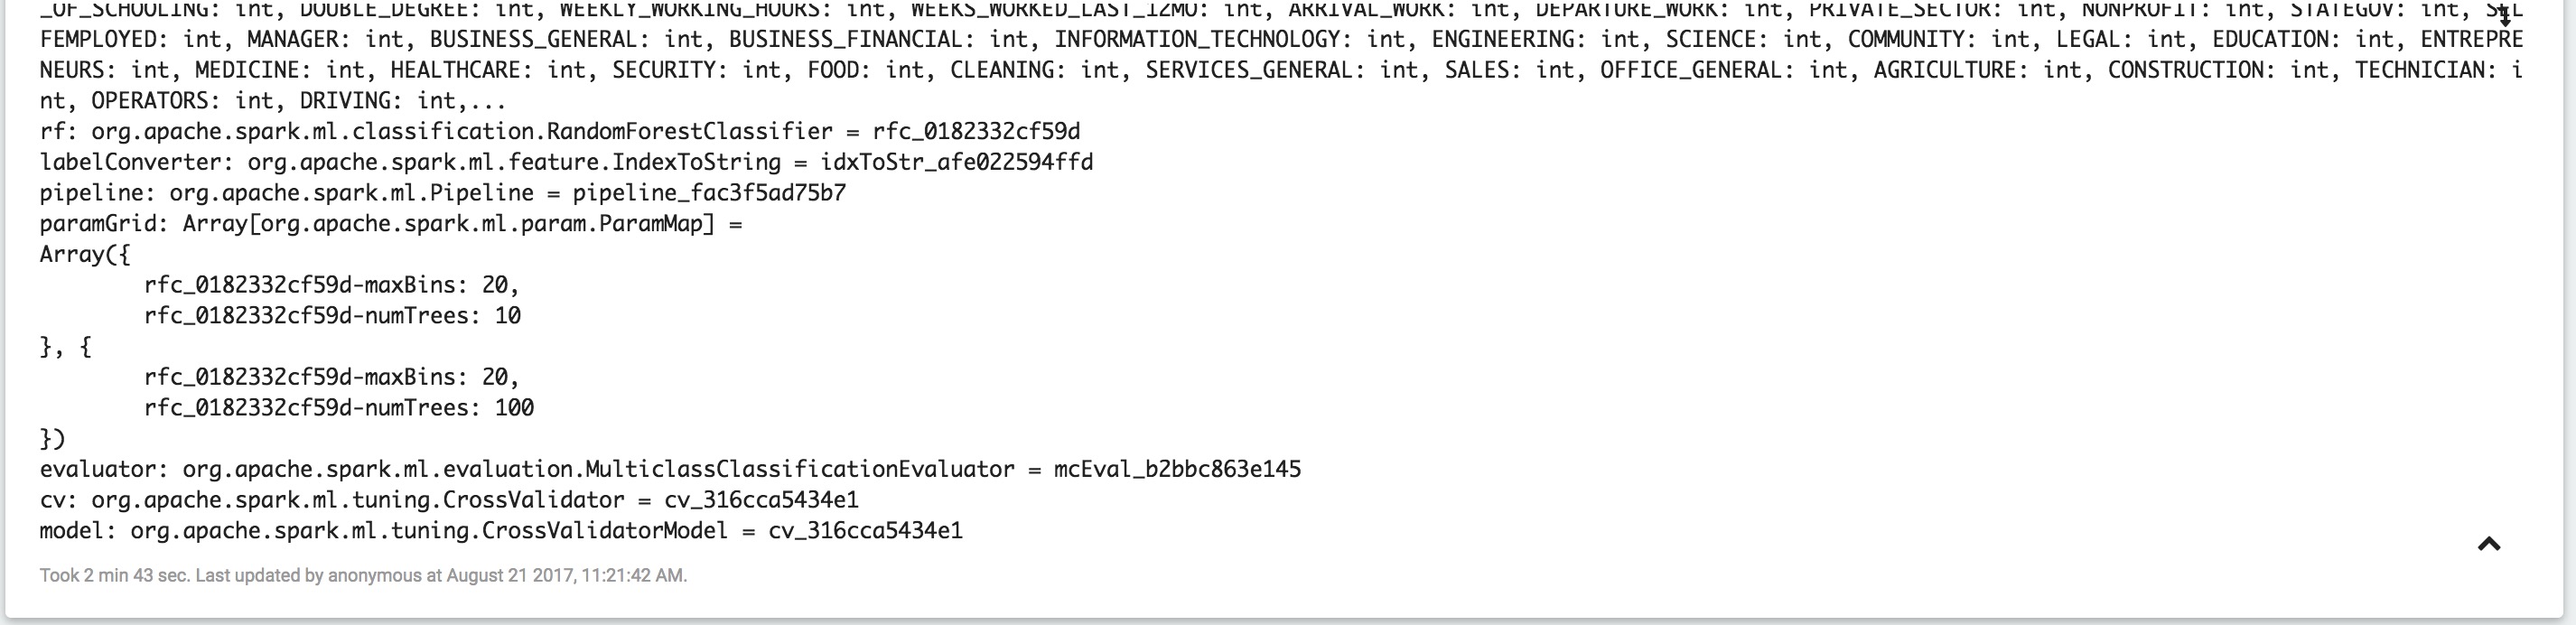 _OF_SCHOOLING: int, DOUBLE_DEGREE: int, WEEKLY_WORKING_HOURS: int, WEEKS_WORKED_LAST_12MO: int, ARRIVAL_WORK: int, DEPARTURE_WORK: int, PRIVATE_SECTOR: int, NONPROFIT: int, STATEGOV: int, SEL
FEMPLOYED: int, MANAGER: int, BUSINESS_GENERAL: int, BUSINESS_FINANCIAL: int, INFORMATION_TECHNOLOGY: int, ENGINEERING: int, SCIENCE: int, COMMUNITY: int, LEGAL: int, EDUCATION: int, ENTREPRE
NEURS: int, MEDICINE: int, HEALTHCARE: int, SECURITY: int, FOOD: int, CLEANING: int, SERVICES_GENERAL: int, SALES: int, OFFICE_GENERAL: int, AGRICULTURE: int, CONSTRUCTION: int, TECHNICIAN: i
nt, OPERATORS: int, DRIVING: int,...
rf: org.apache.spark.ml.classification.RandomForestClassifier = rfc_0182332cf59d
labelConverter: org.apache.spark.ml.feature.IndexToString = idxToStr_afe022594ffd
pipeline: org.apache.spark.ml.Pipeline = pipeline_fac3f5ad75b7
paramGrid: Array[org.apache.spark.ml.param.ParamMap] =
Array({
rfc_0182332cf59d-maxBins: 20,
rfc_0182332cf59d-numTrees: 10
}, {
rfc_0182332cf59d-maxBins: 20,
rfc_0182332cf59d-numTrees: 100
})
evaluator: org.apache.spark.ml.evaluation.MulticlassClassificationEvaluator = mcEval_b2bbc863e145
cv: org.apache.spark.ml.tuning.CrossValidator = cv_316cca5434e1
model: org.apache.spark.ml.tuning.CrossValidatorModel = cv_316cca5434e1
Took 2 min 43 sec. Last updated by anonymous at August 21 2017, 11:21:42 AM.